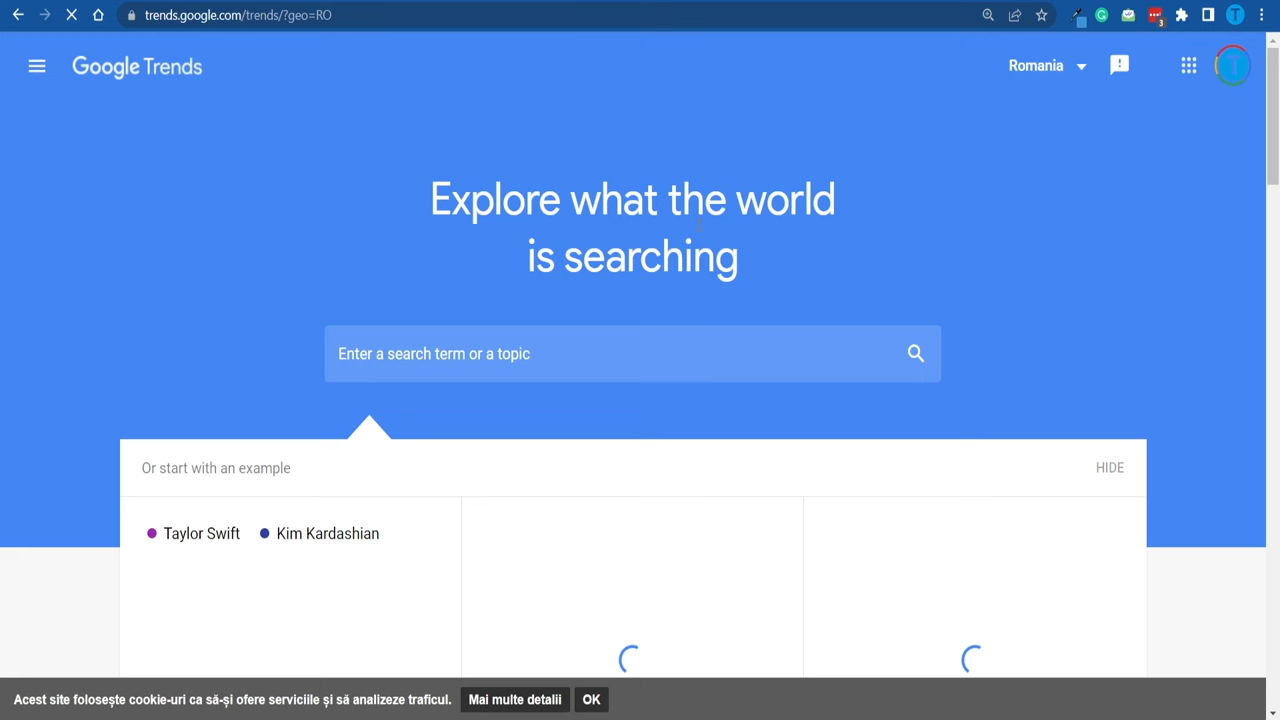 trends.google.com/trends/?geo=RO
3
T
Google Trends
Romania
T
Explore what the world
is searching
Enter a search term or a topic
Or start with an example
HIDE
Taylor Swift
Kim Kardashian
Acest site folosește cookie-uri ca să-și ofere serviciile și să analizeze traficul.
Mai multe detalii
OK